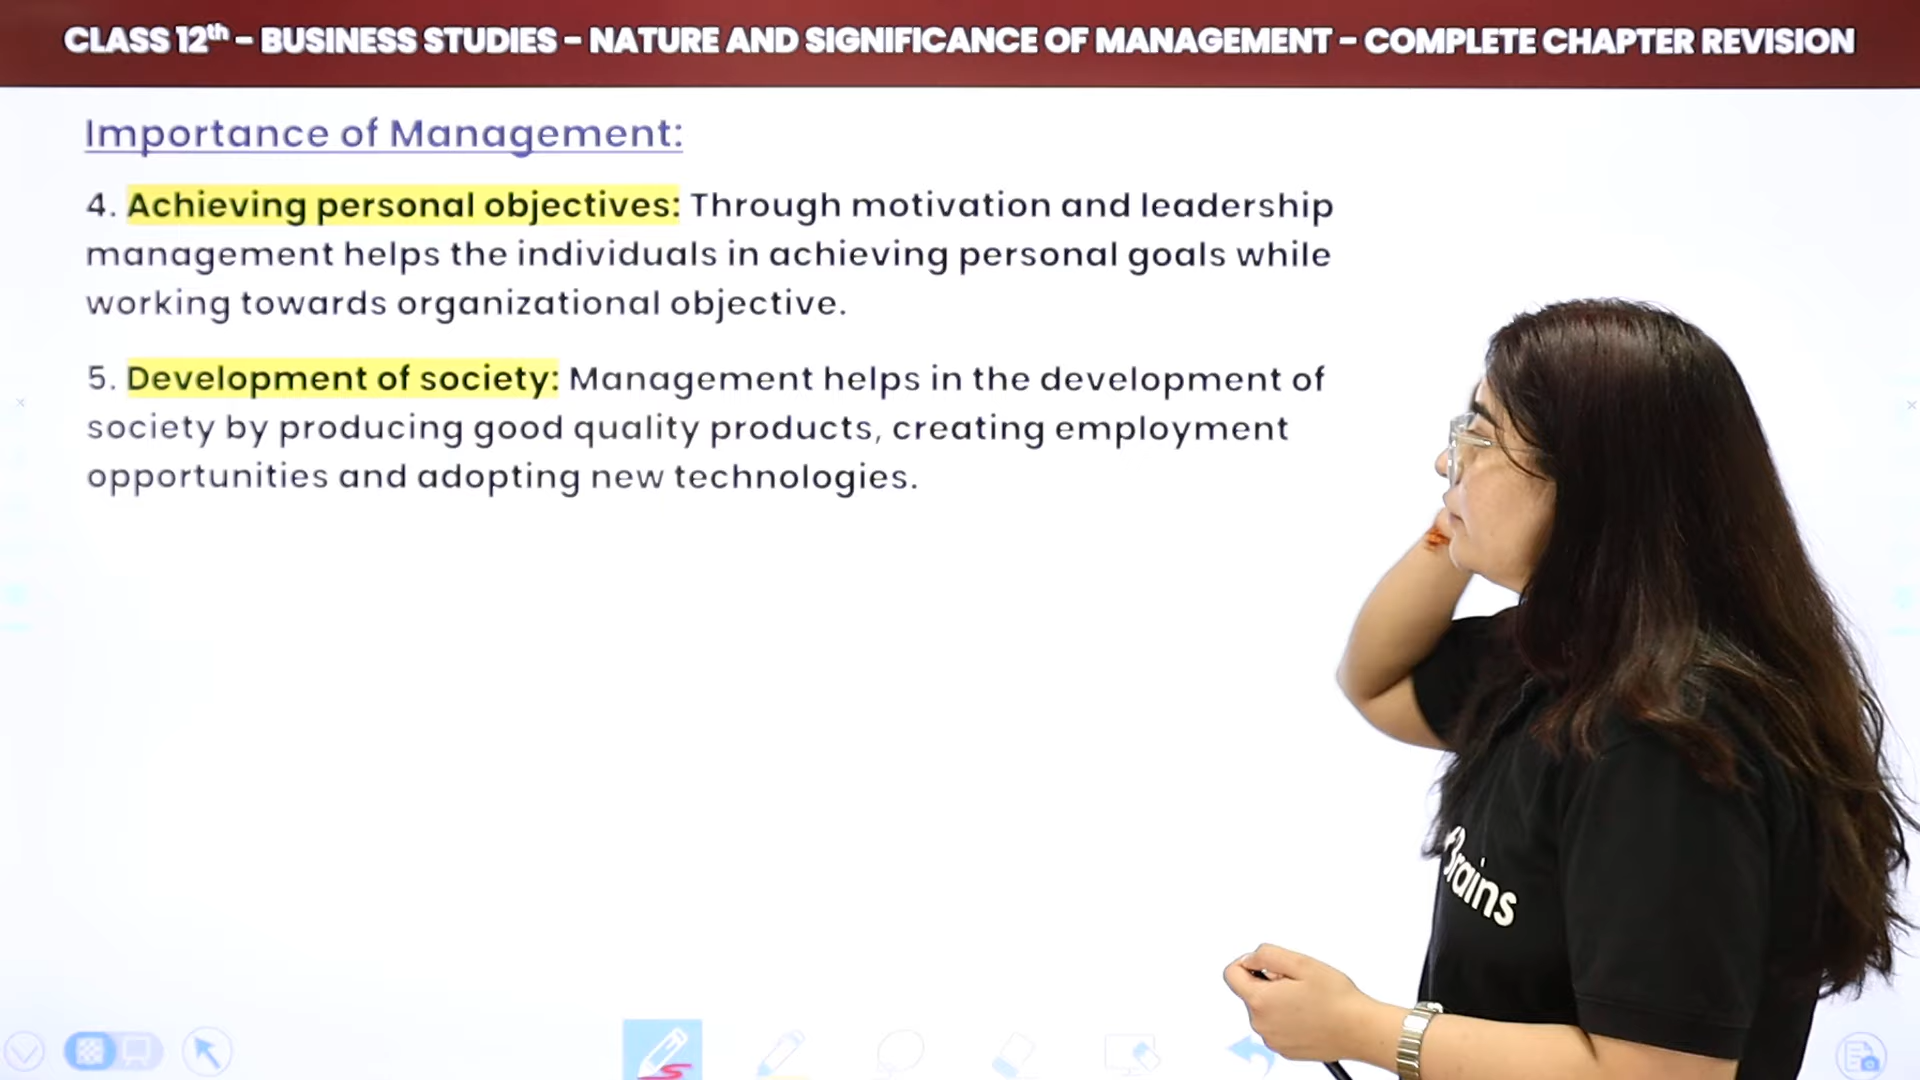 CLASS 12th – BUSINESS STUDIES – NATURE AND SIGNIFICANCE OF MANAGEMENT – COMPLETE CHAPTER REVISION
Importance of Management:
4. Achieving personal objectives: Through motivation and leadership
management helps the individuals in achieving personal goals while
working towards organizational objective.
5. Development of society: Management helps in the development of
society by producing good quality products, creating employment
opportunities and adopting new technologies.
Brains